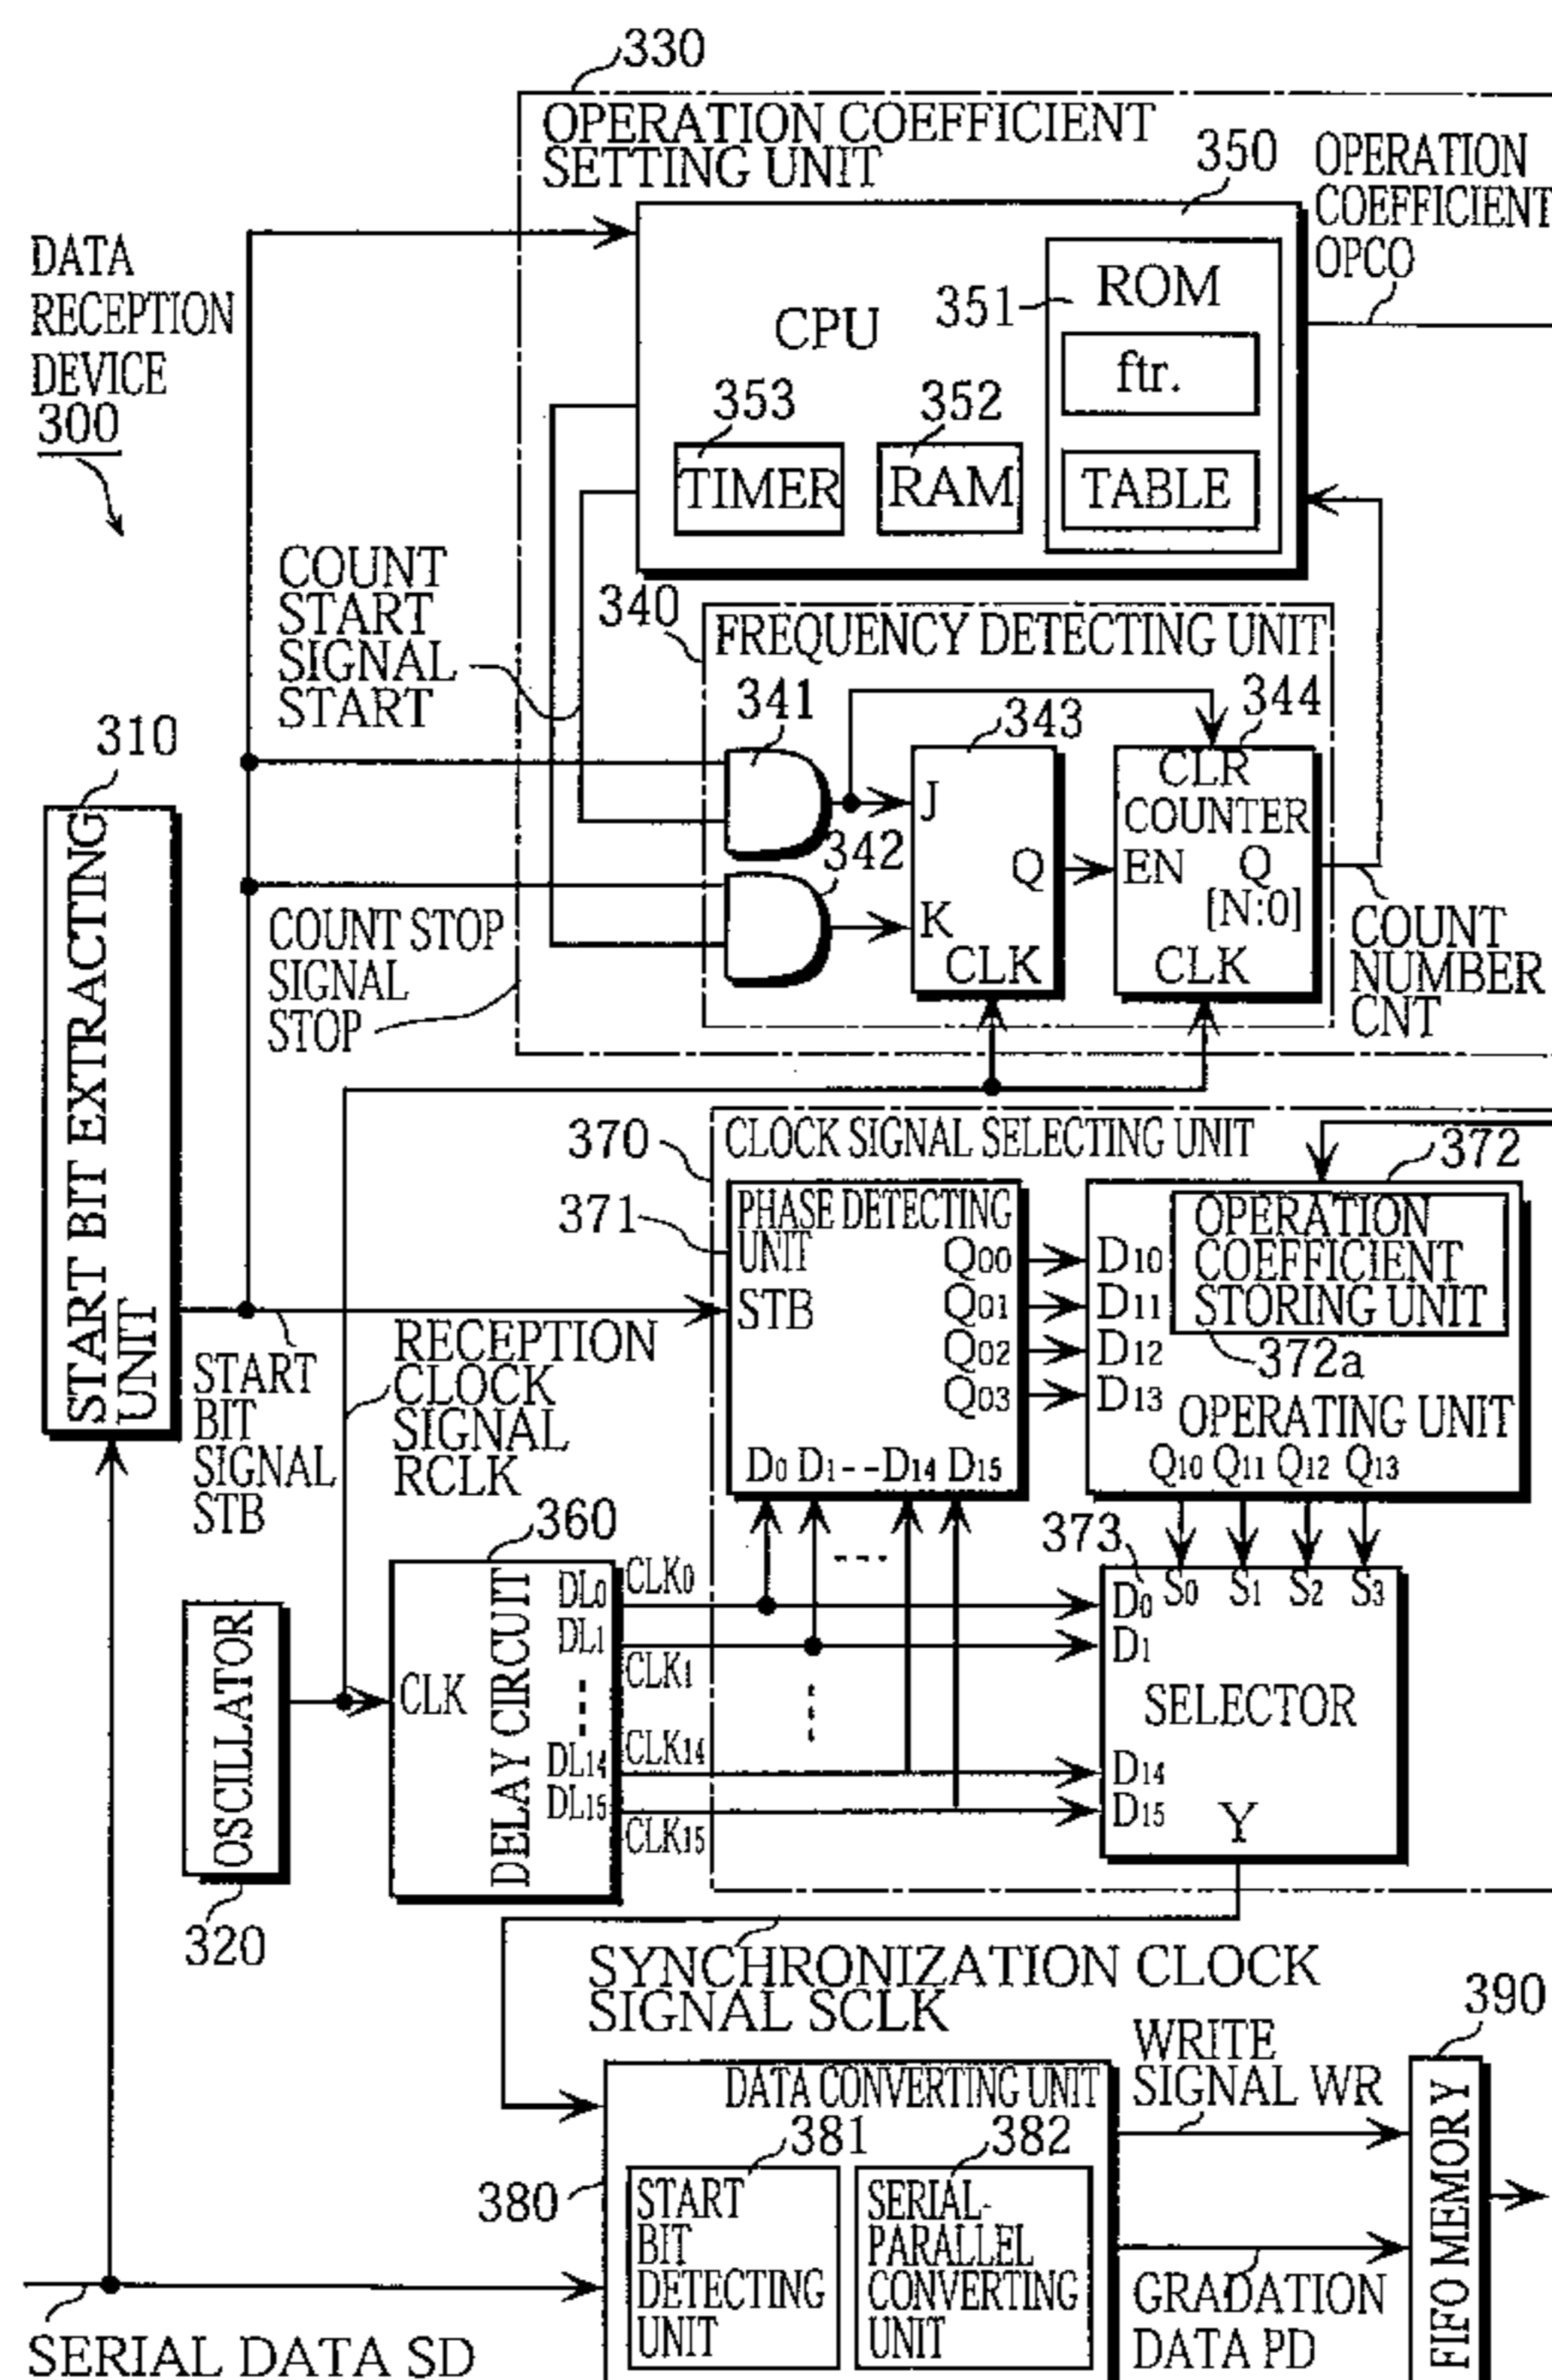 330
OPERATION COEFFICIENT
SETTING UNIT
350
OPERATION
COEFFICIENT
OPCO
DATA
RECEPTION
DEVICE
300
CPU
351
ROM
ftr.
TABLE
353
TIMER
352
RAM
COUNT
START
SIGNAL
START
340
FREQUENCY DETECTING UNIT
341
343
344
J
Q
K
CLK
CLR
COUNTER
EN
Q
[N:0]
CLK
342
COUNT
NUMBER
CNT
310
START BIT EXTRACTING
UNIT
COUNT STOP
SIGNAL
STOP
370
CLOCK SIGNAL SELECTING UNIT
372
371
PHASE DETECTING
UNIT
STB
Q00
Q01
Q02
Q03
D0 D1--D14 D15
D10
D11
D12
D13
OPERATION
COEFFICIENT
STORING UNIT
372a
OPERATING UNIT
Q10 Q11 Q12 Q13
START
BIT
SIGNAL
STB
RECEPTION
CLOCK
SIGNAL
RCLK
360
CLK
DELAY CIRCUIT
DL0
DL1
DL14
DL15
CLK0
CLK1
CLK14
CLK15
373
S0 S1 S2 S3
D0
D1
SELECTOR
D14
D15
Y
OSCILLATOR
320
SYNCHRONIZATION CLOCK
SIGNAL SCLK
390
WRITE
SIGNAL WR
DATA CONVERTING UNIT
380
381
START
BIT
DETECTING
UNIT
382
SERIAL-
PARALLEL
CONVERTING
UNIT
GRADATION
DATA PD
FIFO MEMORY
SERIAL DATA SD